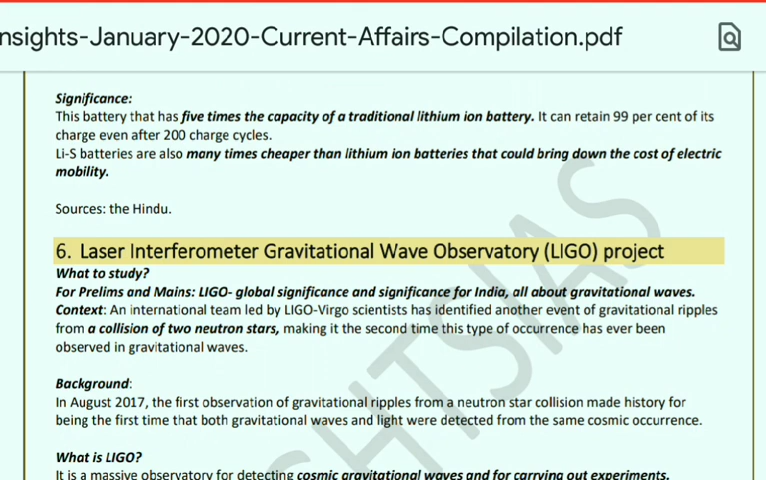 nsights-January-2020-Current-Affairs-Compilation.pdf
Significance:
This battery that has five times the capacity of a traditional lithium ion battery. It can retain 99 per cent of its
charge even after 200 charge cycles.
Li-S batteries are also many times cheaper than lithium ion batteries that could bring down the cost of electric
mobility.
Sources: the Hindu.
6. Laser Interferometer Gravitational Wave Observatory (LIGO) project
What to study?
For Prelims and Mains: LIGO- global significance and significance for India, all about gravitational waves.
Context: An international team led by LIGO-Virgo scientists has identified another event of gravitational ripples
from a collision of two neutron stars, making it the second time this type of occurrence has ever been
observed in gravitational waves.
Background:
In August 2017, the first observation of gravitational ripples from a neutron star collision made history for
being the first time that both gravitational waves and light were detected from the same cosmic occurrence.
What is LIGO?
It is a massive observatory for detecting cosmic gravitational waves and for carrying out experiments.